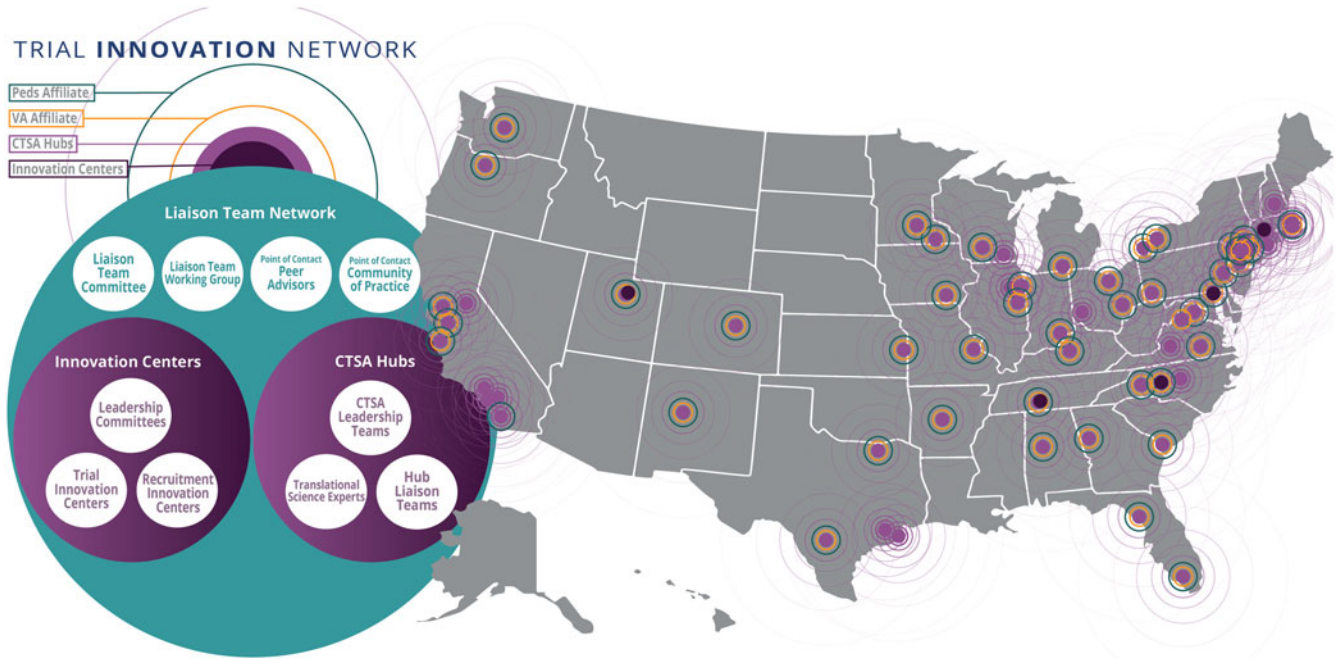 TRIAL INNOVATION NETWORK
Peds Affiliate
VA Affiliate
CTSA Hubs
Innovation Centers
Liaison Team Network
Liaison
Team
Committee
Liaison Team
Working Group
Point of Contact
Peer
Advisors
Point of Contact
Community
of Practice
Innovation Centers
Leadership
Committees
Trial
Innovation
Centers
Recruitment
Innovation
Centers
CTSA Hubs
CTSA
Leadership
Teams
Translational
Science Experts
Hub
Liaison
Teams